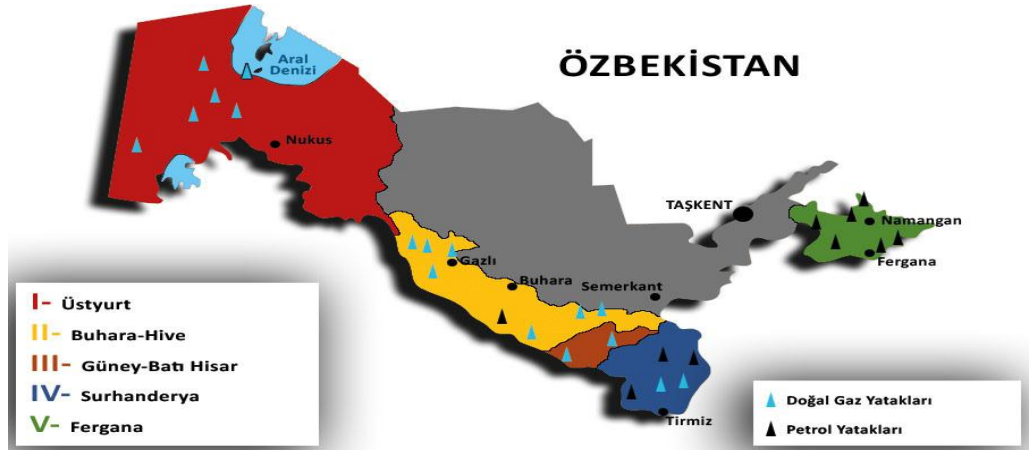 ÖZBEKİSTAN
Aral
Denizi
Nukus
TAŞKENT
Namangan
Fergana
Gazlı
Buhara
Semerkant
Tirmiz
I- Üstyurt
II- Buhara-Hive
III- Güney-Batı Hisar
IV- Surhanderya
V- Fergana
Doğal Gaz Yatakları
Petrol Yatakları